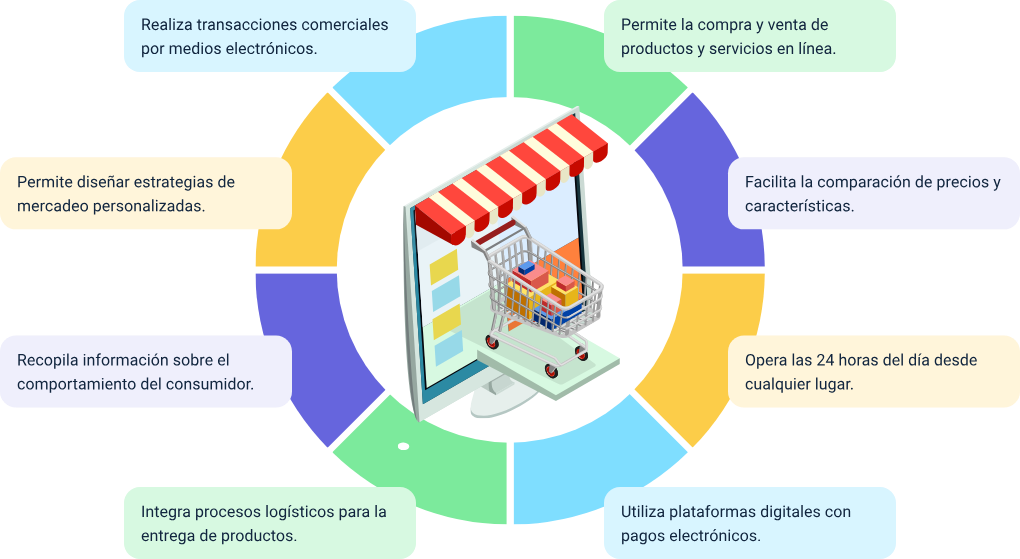 Realiza transacciones comerciales
por medios electrónicos.
Permite la compra y venta de
productos y servicios en línea.
Permite diseñar estrategias de
mercadeo personalizadas.
Facilita la comparación de precios y
características.
Recopila información sobre el
comportamiento del consumidor.
Opera las 24 horas del día desde
cualquier lugar.
Integra procesos logísticos para la
entrega de productos.
Utiliza plataformas digitales con
pagos electrónicos.